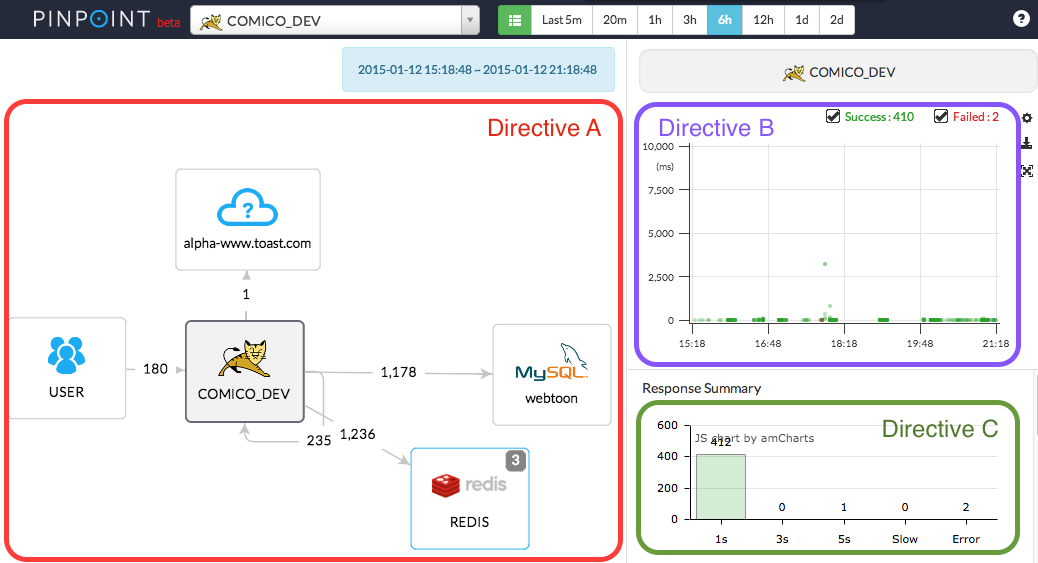 PINPOINT beta COMICO_DEV Last 5m 20m 1h 3h 6h 12h 1d 2d ?
2015-01-12 15:18:48 ~ 2015-01-12 21:18:48
COMICO_DEV
Directive A
?
alpha-www.toast.com
1
USER
180
COMICO_DEV
1,178
MySQL
webtoon
235
1,236
3
redis
REDIS
Directive B
Success : 410 Failed : 2
10,000
(ms)
7,500
5,000
2,500
0
15:18 16:48 18:18 19:48 21:18
Response Summary
Directive C
600
JS chart by amCharts
412
400
200
0
0 1 0 2
1s 3s 5s Slow Error